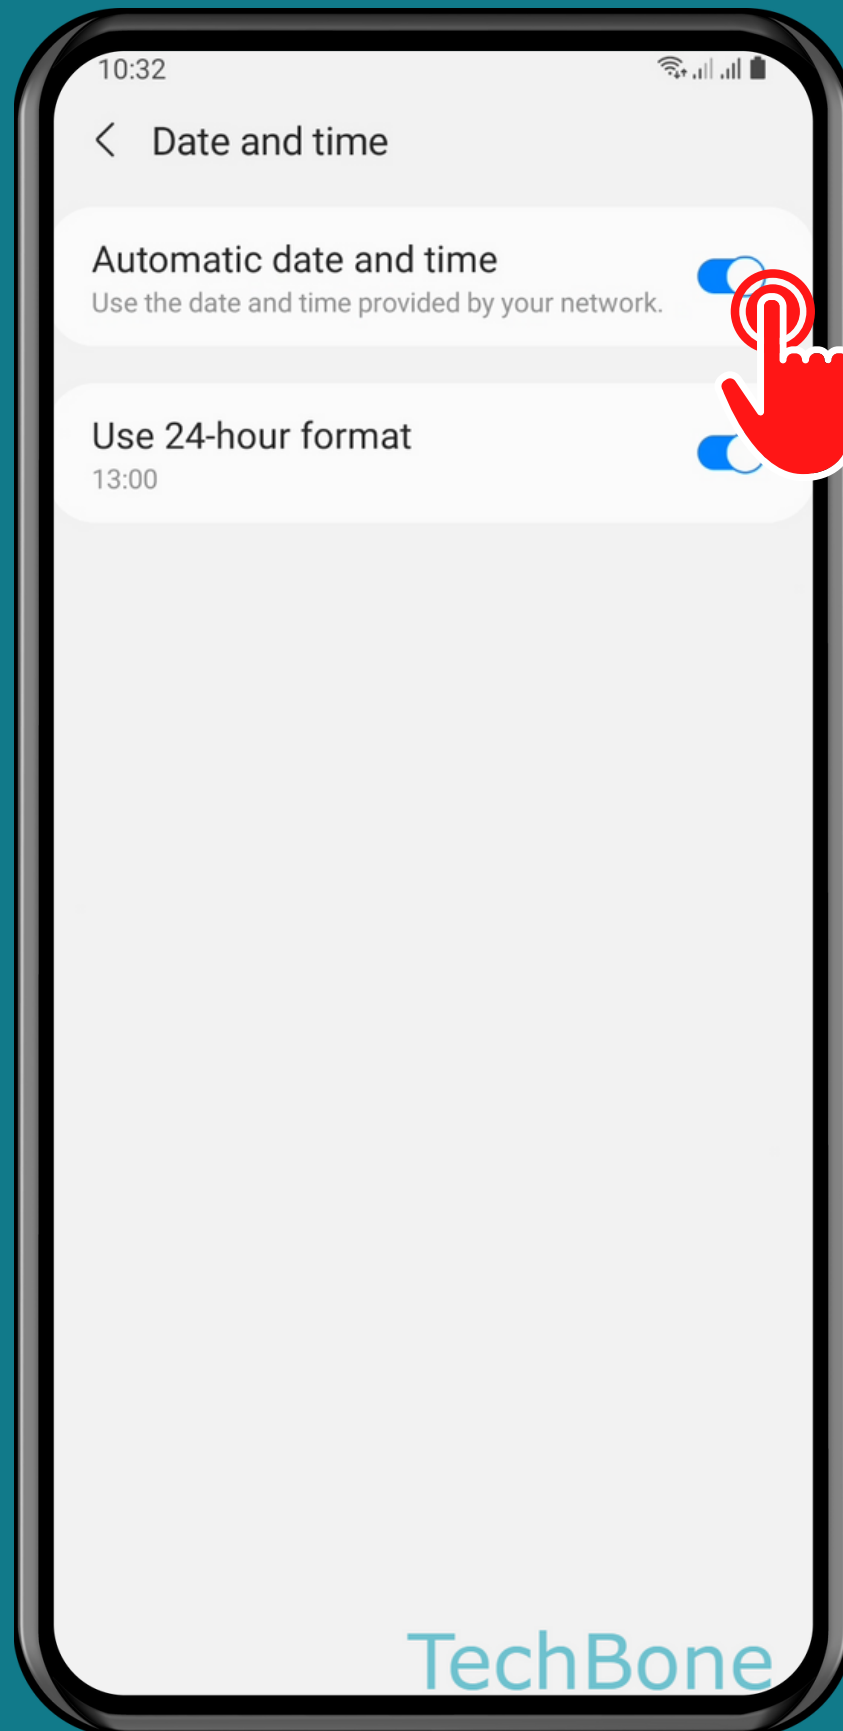 10:32
Date and time
Automatic date and time
Use the date and time provided by your network.
Use 24-hour format
13:00
TechBone